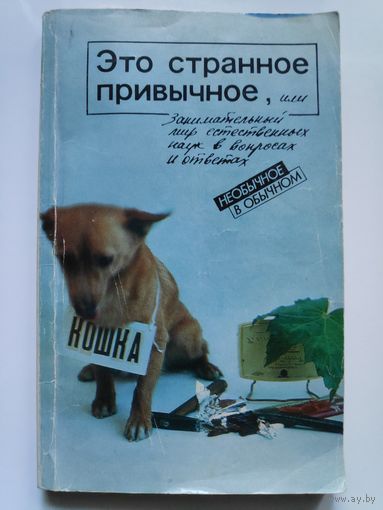 Это странное
привычное, или
занимательный
мир естественных
наук в вопросах
и ответах
НЕОБЫЧНОЕ
В ОБЫЧНОМ
КОШКА
www.ay.by